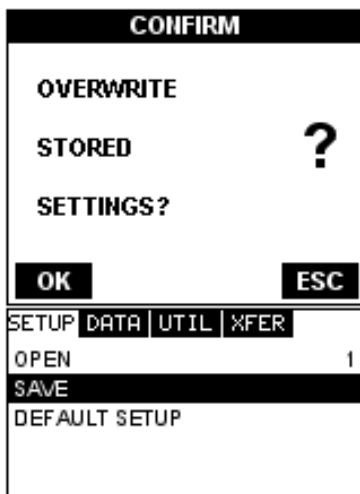 CONFIRM
OVERWRITE
STORED
?
SETTINGS?
OK ESC
SETUP DATA UTIL XFER
OPEN 1
SAVE
DEFAULT SETUP